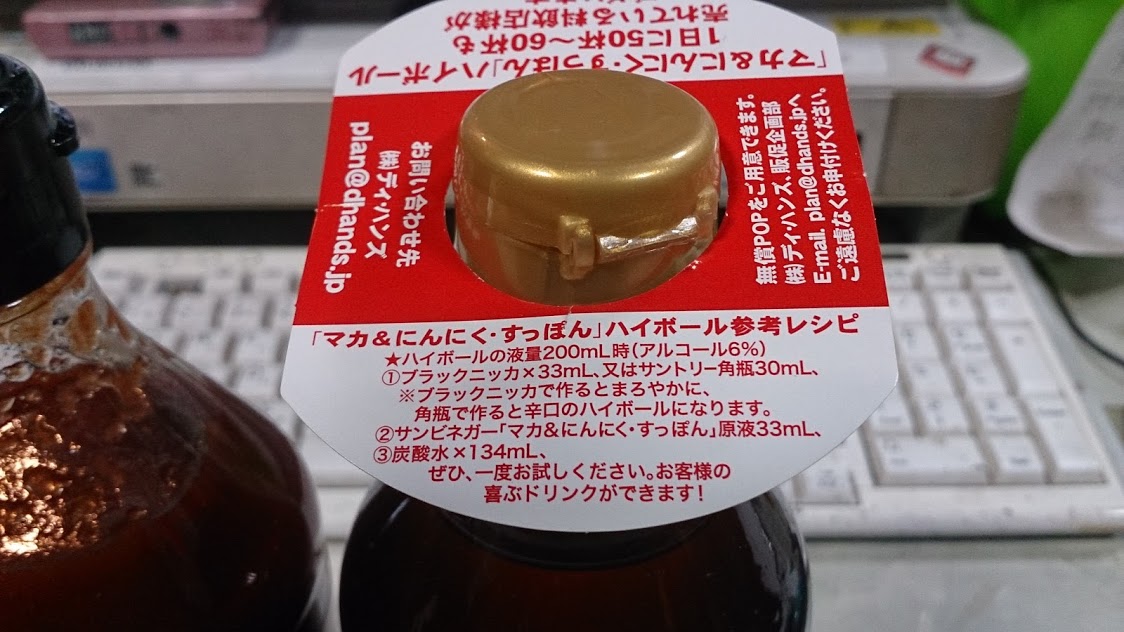 「マカ&にんにく・すっぽん」ハイボール
1日に50杯〜60杯も
売れている料飲店様が
お問い合わせ先
㈱ディ・ハンズ
plan@dhands.jp
無償POPをご用意できます。
㈱ディ・ハンズ、販促企画部
E-mail. plan@dhands.jpへ
ご遠慮なくお申付けください。
「マカ&にんにく・すっぽん」ハイボール参考レシピ
★ハイボールの液量200mL時(アルコール6%)
①ブラックニッカ×33mL、又はサントリー角瓶30mL、
※ブラックニッカで作るとまろやかに、
角瓶で作ると辛口のハイボールになります。
②サンビネガー「マカ&にんにく・すっぽん」原液33mL、
③炭酸水×134mL、
ぜひ、一度お試しください。お客様の
喜ぶドリンクができます!